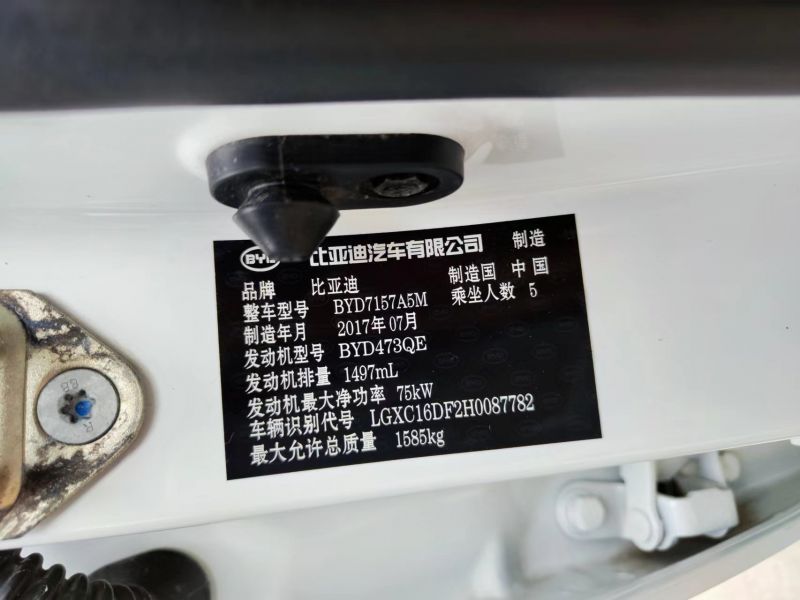 BYD 比亚迪汽车有限公司 制造
品牌 比亚迪 制造国 中国
整车型号 BYD7157A5M 乘坐人数 5
制造年月 2017年07月
发动机型号 BYD473QE
发动机排量 1497mL
发动机最大净功率 75kW
车辆识别代号 LGXC16DF2H0087782
最大允许总质量 1585kg